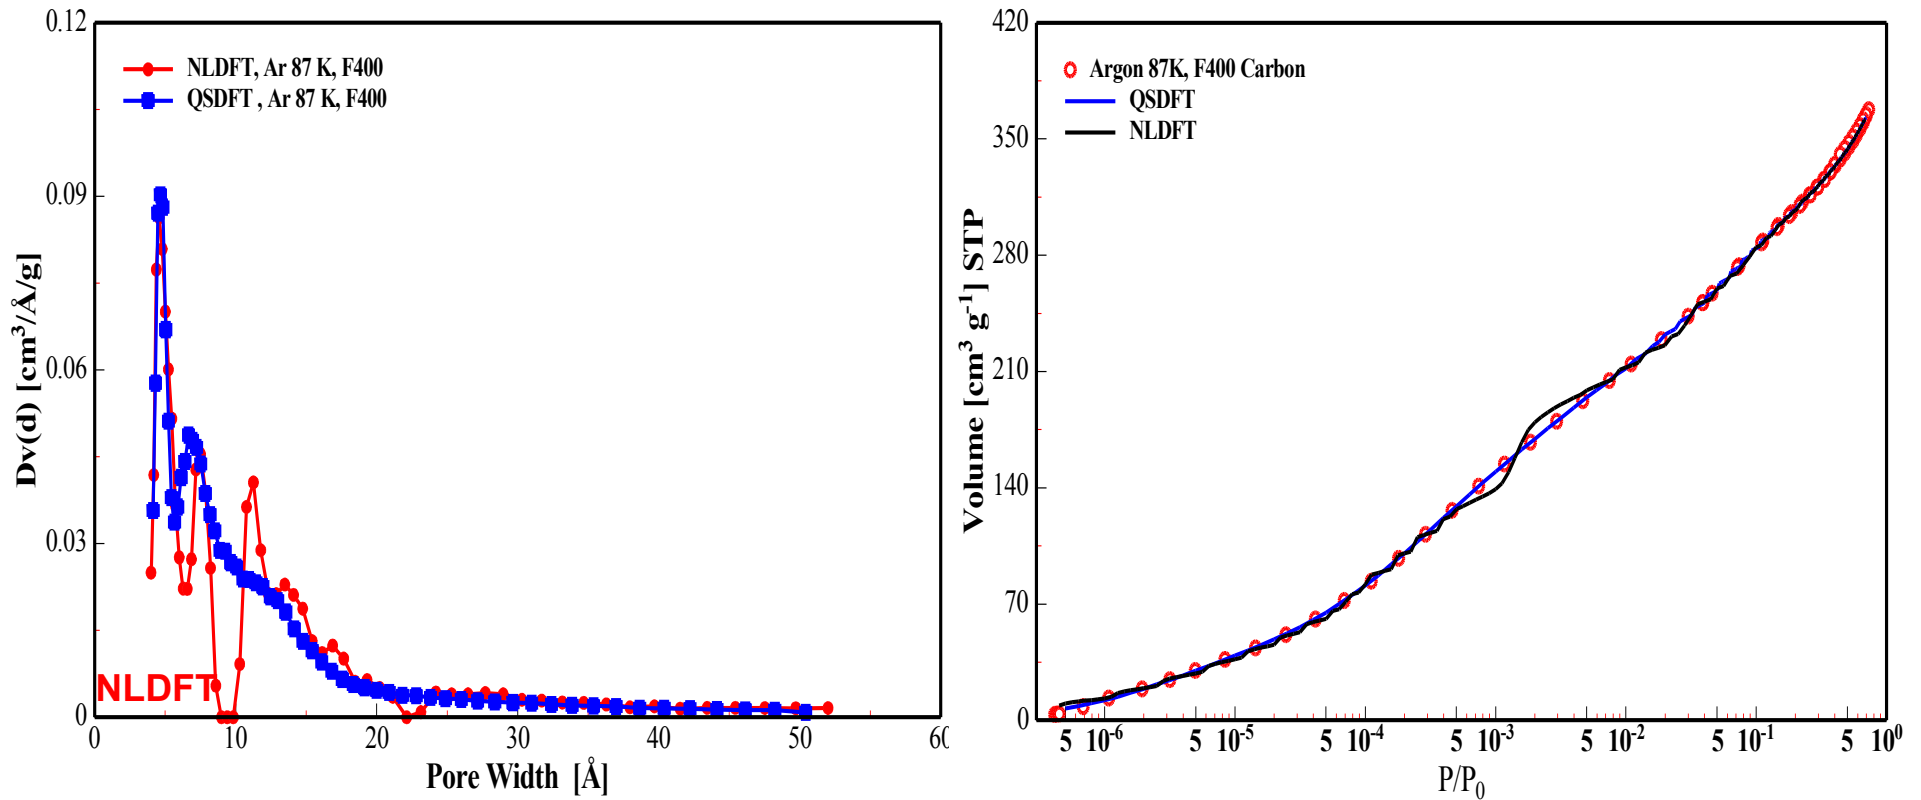 0.12
NLDFT, Ar 87 K, F400
QSDFT , Ar 87 K, F400
0.09
0.06
0.03
0
Dv(d) [cm³/Å/g]
NLDFT
0 10 20 30 40 50 60
Pore Width [Å]
420
Argon 87K, F400 Carbon
QSDFT
NLDFT
350
280
210
140
70
0
Volume [cm³ g⁻¹] STP
5 10⁻⁶ 5 10⁻⁵ 5 10⁻⁴ 5 10⁻³ 5 10⁻² 5 10⁻¹ 5 10⁰
P/P₀